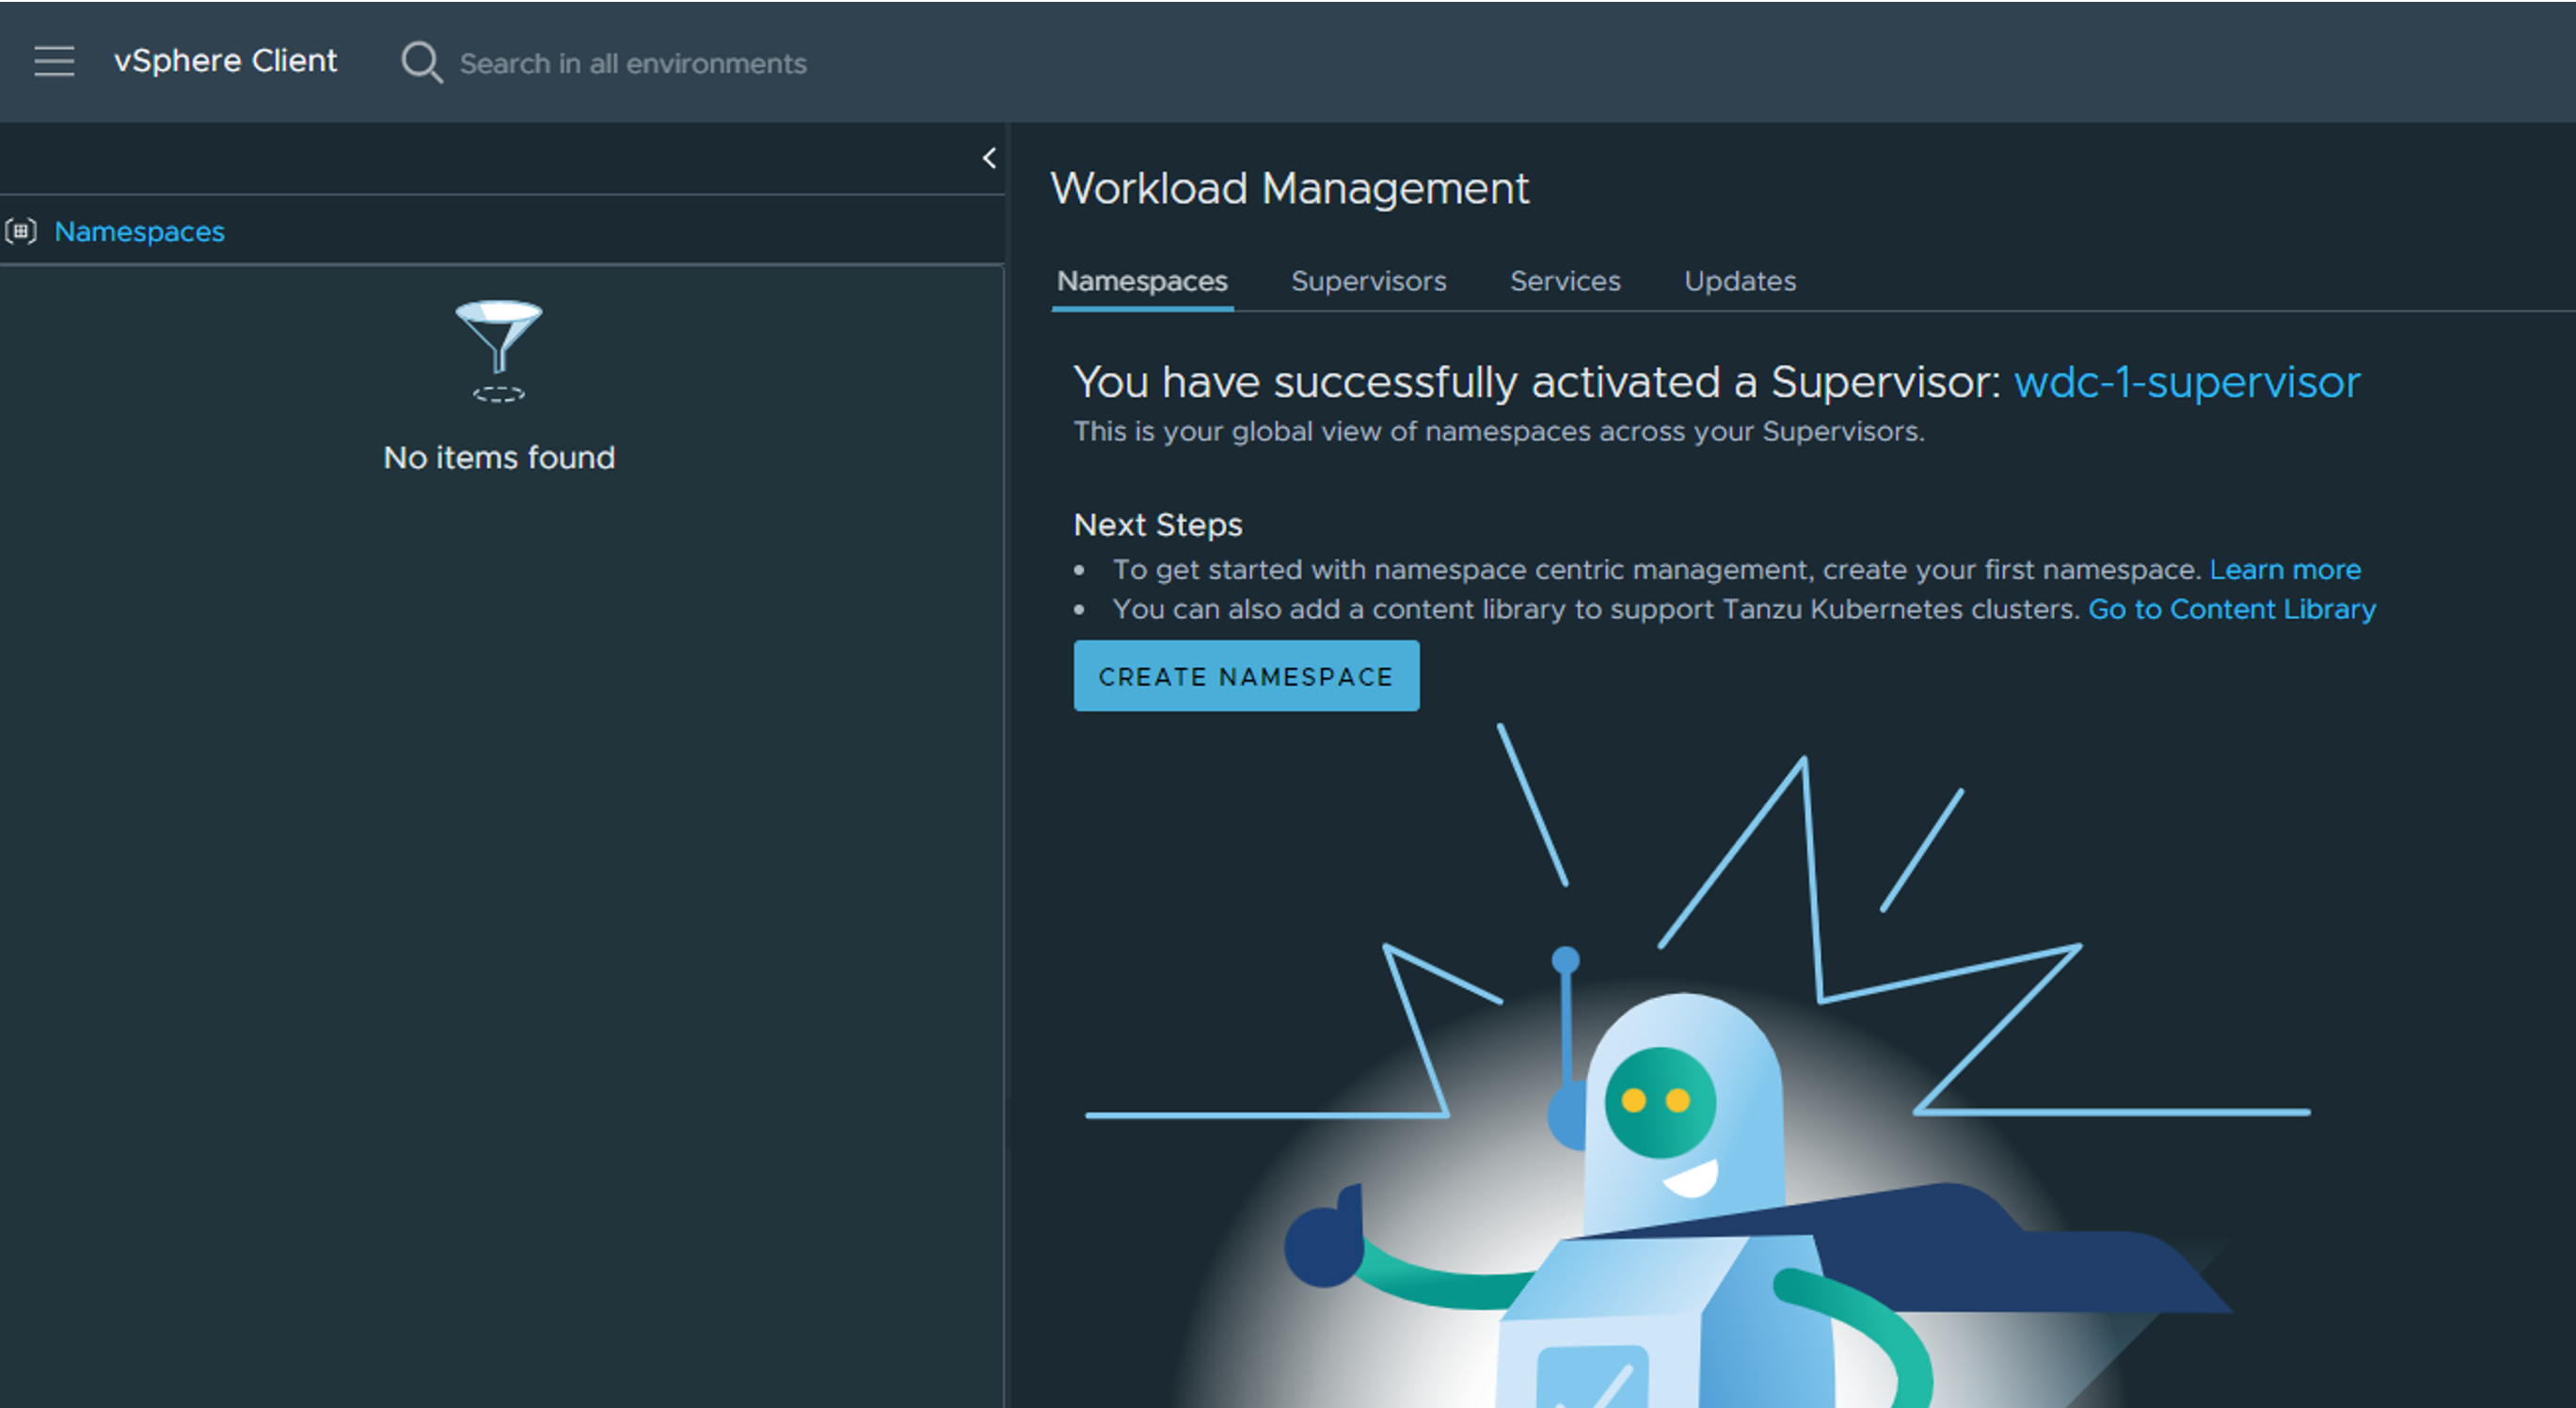 vSphere Client
Search in all environments
Namespaces
No items found
Workload Management
Namespaces Supervisors Services Updates
You have successfully activated a Supervisor: wdc-1-supervisor
This is your global view of namespaces across your Supervisors.
Next Steps
• To get started with namespace centric management, create your first namespace. Learn more
• You can also add a content library to support Tanzu Kubernetes clusters. Go to Content Library
CREATE NAMESPACE